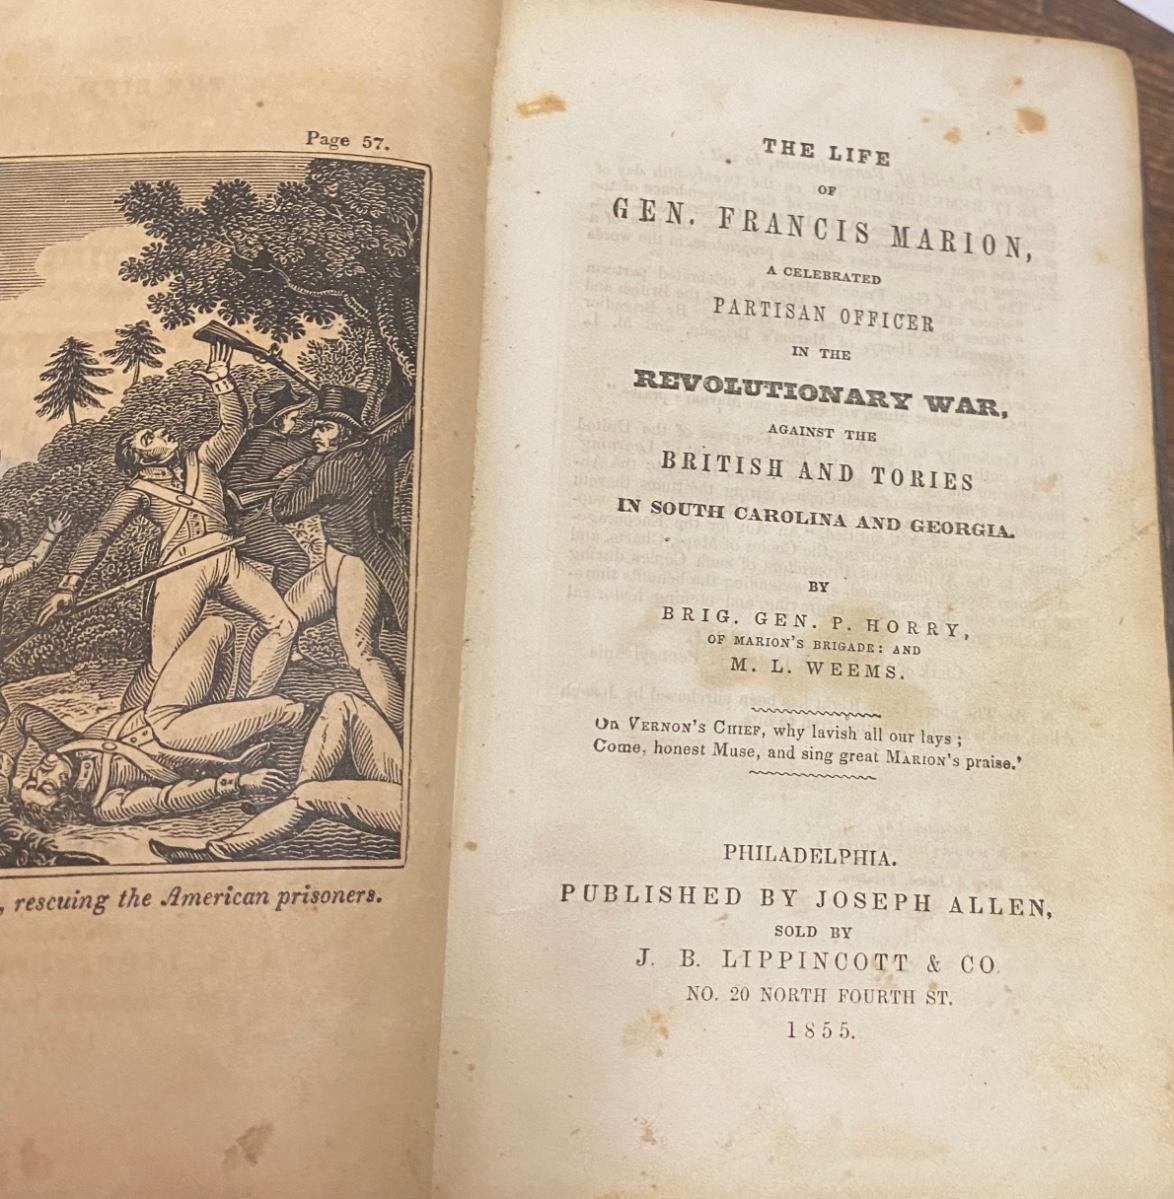 Page 57.
, rescuing the American prisoners.
THE LIFE
OF
GEN. FRANCIS MARION,
A CELEBRATED
PARTISAN OFFICER
IN THE
REVOLUTIONARY WAR,
AGAINST THE
BRITISH AND TORIES
IN SOUTH CAROLINA AND GEORGIA.
BY
BRIG. GEN. P. HORRY,
OF MARION'S BRIGADE: AND
M. L. WEEMS.
On VERNON'S CHIEF, why lavish all our lays;
Come, honest Muse, and sing great MARION'S praise.'
PHILADELPHIA.
PUBLISHED BY JOSEPH ALLEN,
SOLD BY
J. B. LIPPINCOTT & CO
NO. 20 NORTH FOURTH ST.
1855.